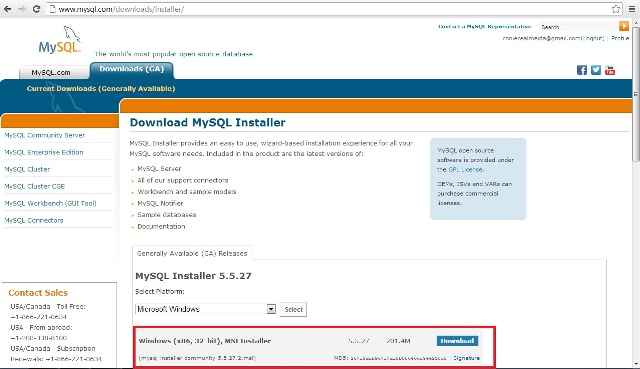 www.mysql.com/downloads/installer/
Contact a MySQL Representative
Search
MySQL
The world's most popular open source database
(Logout) | Profile
MySQL.com
Downloads (GA)
Current Downloads (Generally Available)
MySQL Community Server
MySQL Enterprise Edition
MySQL Cluster
MySQL Cluster CGE
MySQL Workbench (GUI Tool)
MySQL Connectors
Download MySQL Installer
MySQL Installer provides an easy to use, wizard-based installation experience for all your
MySQL software needs. Included in the product are the latest versions of:
MySQL Server
All of our support connectors
Workbench and sample models
MySQL Notifier
Sample databases
Documentation
MySQL open source
software is provided under
the GPL License.
OEMs, ISVs and VARs can
purchase commercial
licenses.
Generally Available (GA) Releases
MySQL Installer 5.5.27
Select Platform:
Microsoft Windows
Select
Windows (x86, 32-bit), MSI Installer 5.5.27 201.4M Download
(mysql-installer-community-5.5.27.2.msi) MD5: | Signature
Contact Sales
USA/Canada - Toll Free:
+1-866-221-0634
USA - From abroad:
+1-208-338-8100
USA/Canada - Subscription
Renewals: +1-866-221-0634